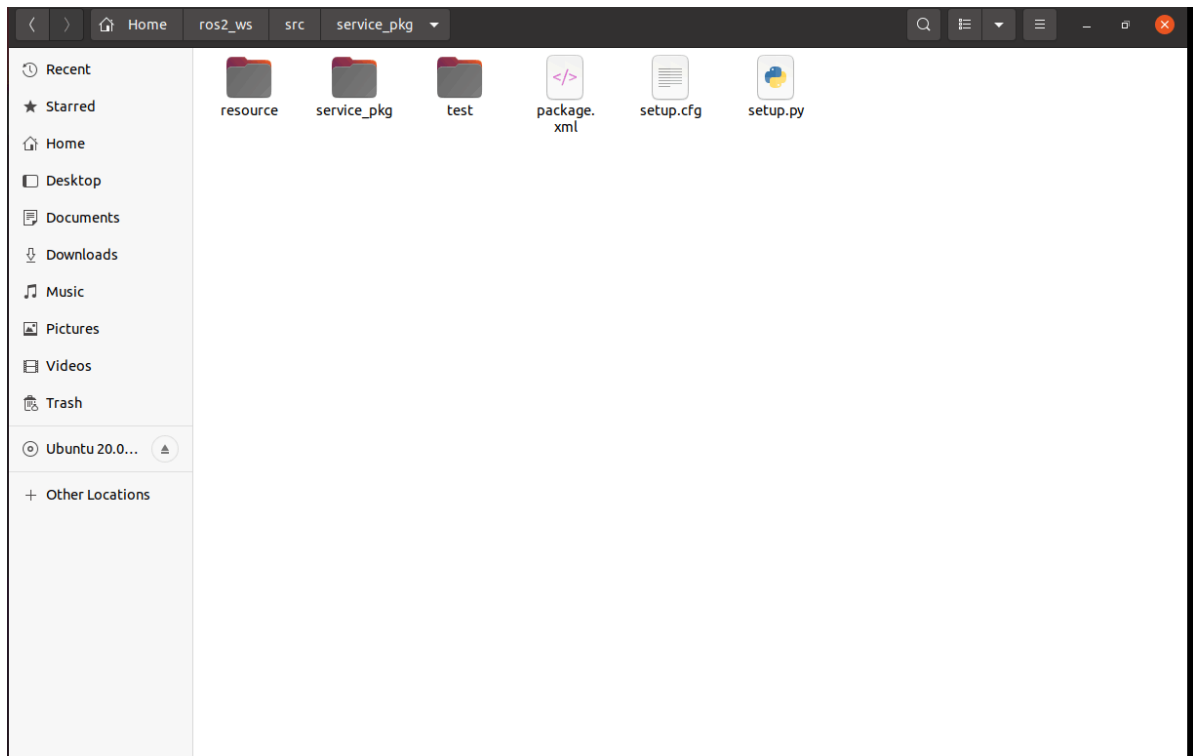 Home ros2_ws src service_pkg
Recent
Starred
Home
Desktop
Documents
Downloads
Music
Pictures
Videos
Trash
Ubuntu 20.0...
Other Locations
resource service_pkg test package. setup.cfg setup.py
xml